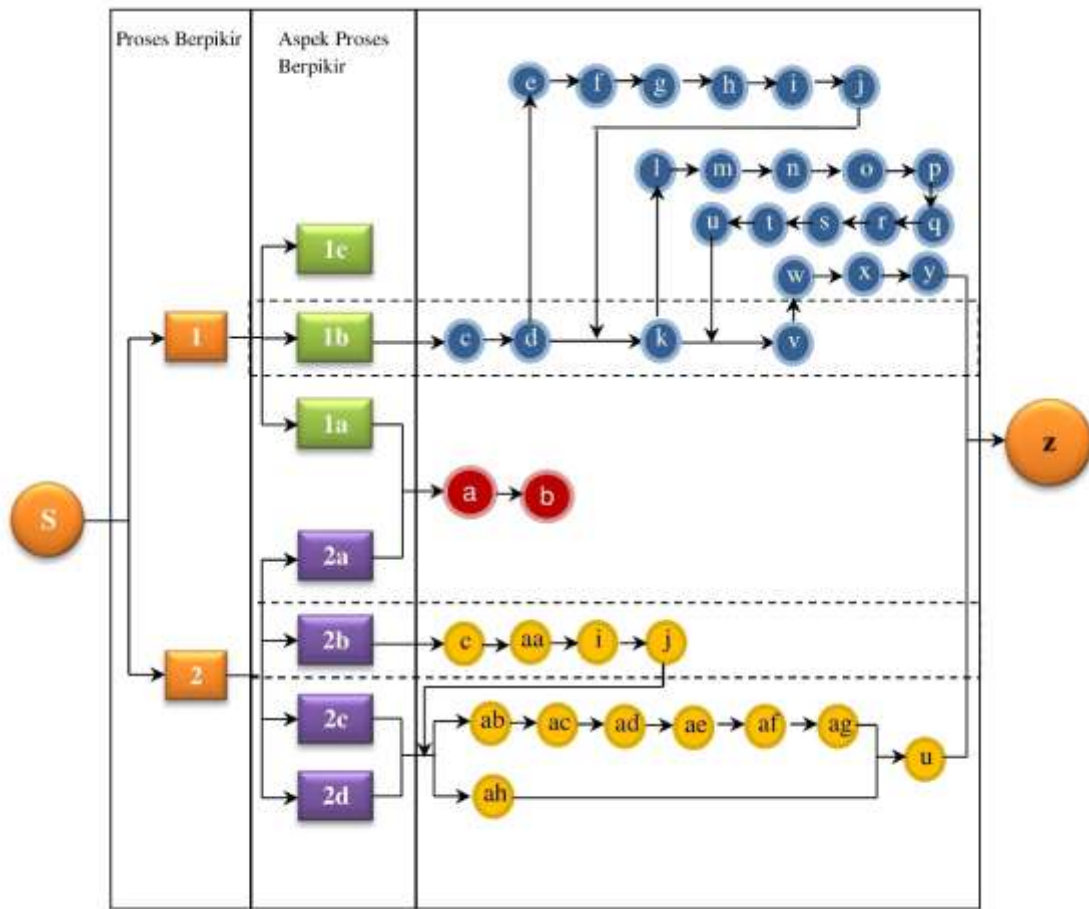 Proses Berpikir
Aspek Proses
Berpikir
e f g h i j
l m n o p
u t s r q
1c
w x y
1
1b
c d k v
1a
z
a b
S
2a
2b
c aa i j
2
2c
ab ac ad ae af ag
u
2d
ah